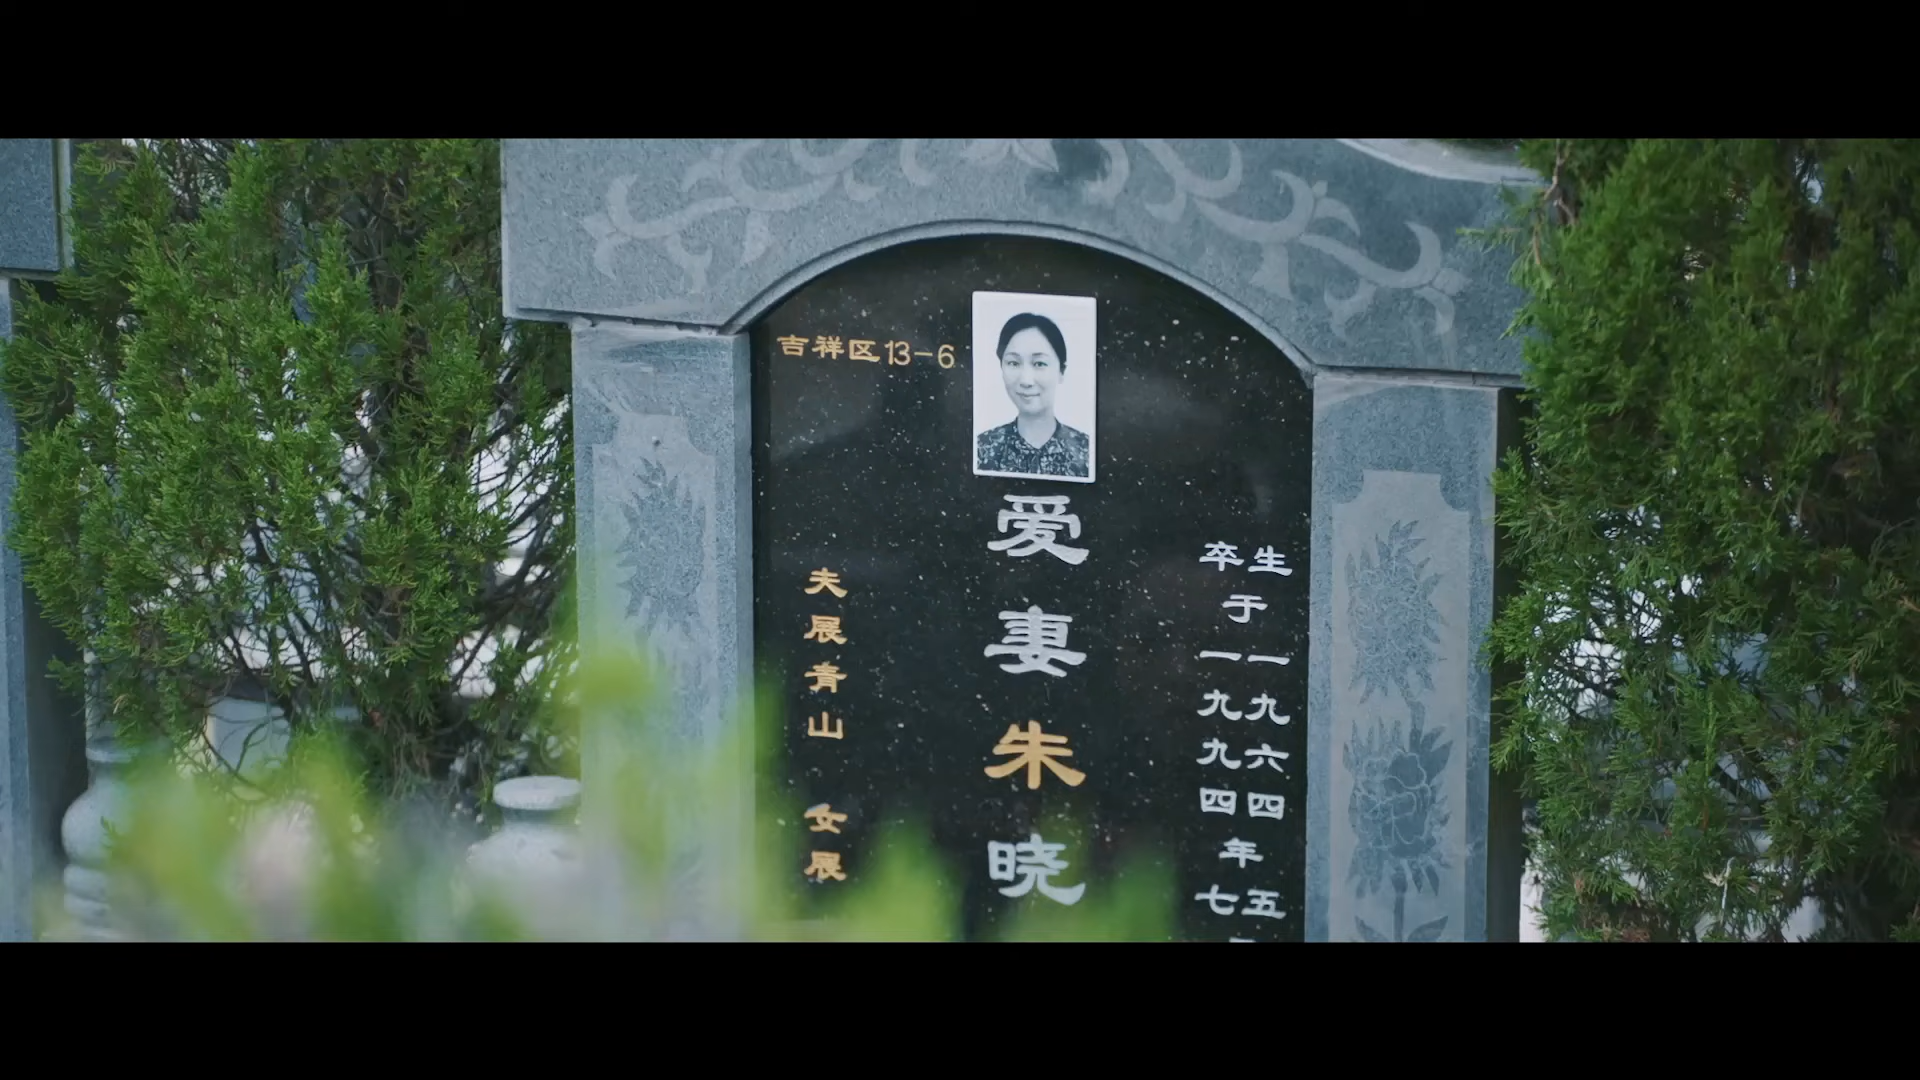 吉祥区13-6
生于一九六四年五
卒于一九九四年七
爱妻朱晓
夫展青山 女展